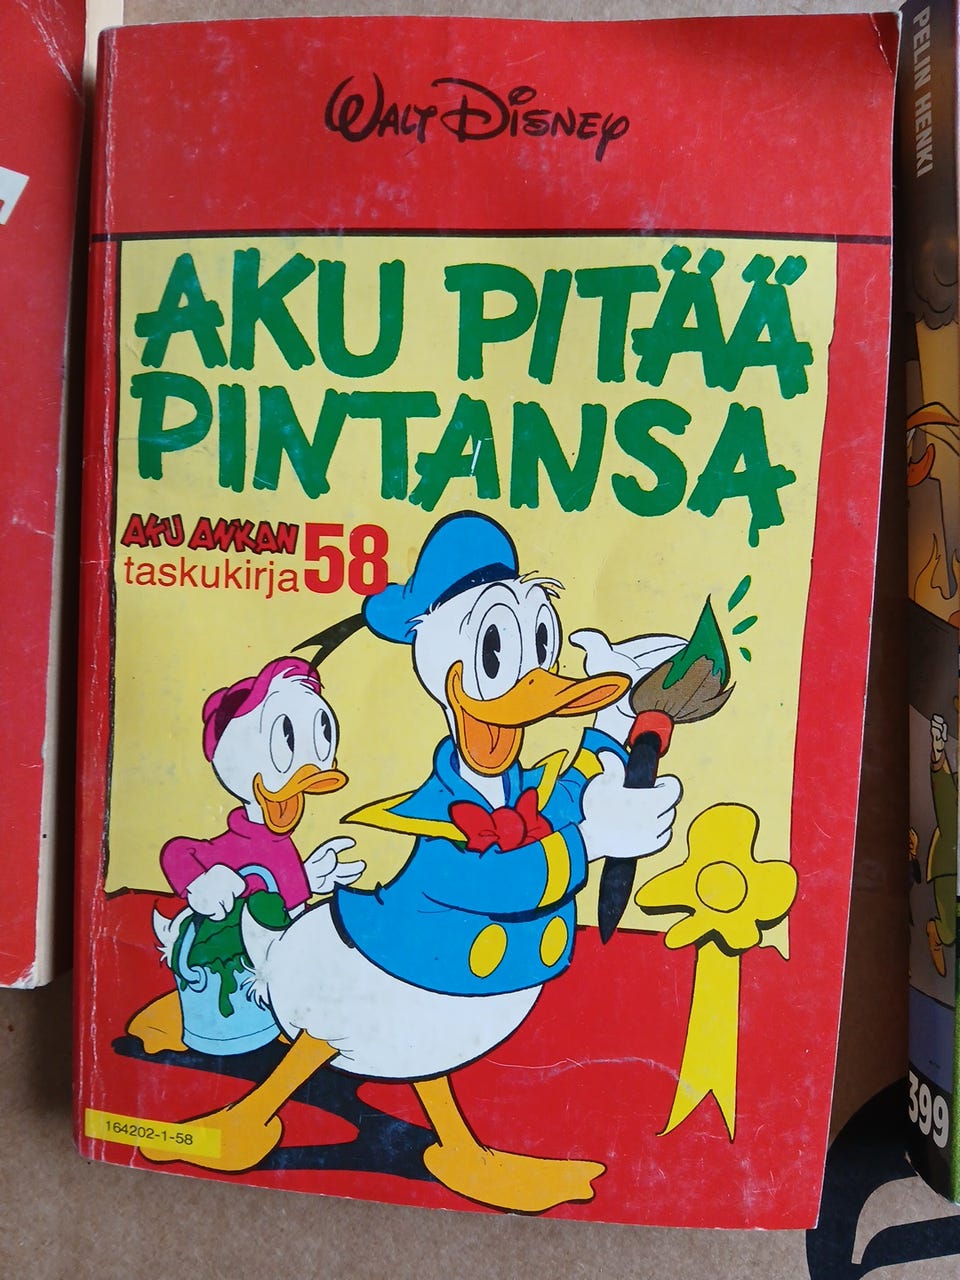 WALT DISNEY
AKU PITÄÄ
PINTANSA
AKU ANKAN
taskukirja 58
164202-1-58
PELIN HENKI
399